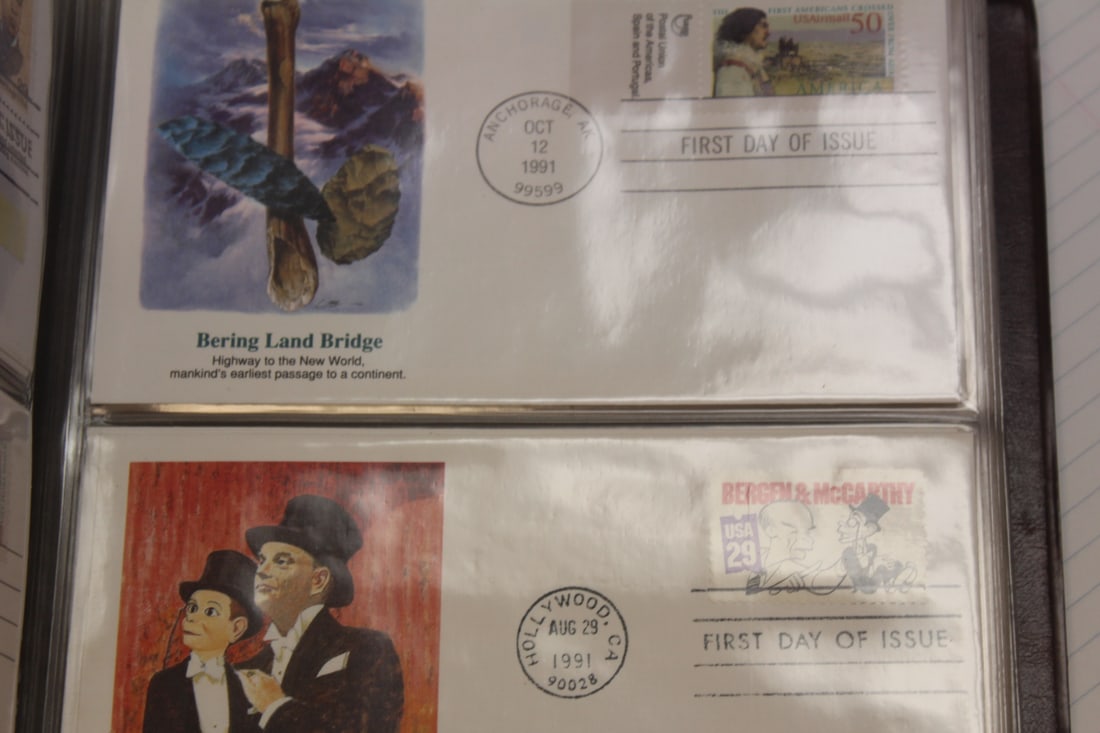 FIRST AMERICANS CROSSED
USAirmail 50
AMERICA
Postal Union
of the Americas,
Spain and Portugal
ANCHORAGE, AK
OCT
12
1991
99599
FIRST DAY OF ISSUE
Bering Land Bridge
Highway to the New World,
mankind's earliest passage to a continent.
BERGEN & McCARTHY
USA
29
HOLLYWOOD, CA
AUG 29
1991
90028
FIRST DAY OF ISSUE